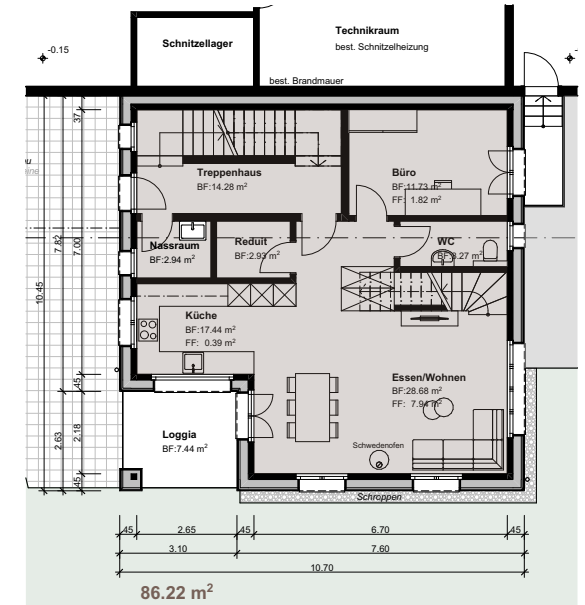 Technikraum
best. Schnitzelheizung
Schnitzellager
-0.15
best. Brandmauer
37
Treppenhaus
BF:14.28 m²
Büro
BF:11.73 m²
FF: 1.82 m²
7.82
7.00
10.45
Nassraum
BF:2.94 m²
Reduit
BF:2.93 m²
WC
BF:3.27 m²
Küche
BF:17.44 m²
FF: 0.39 m²
Essen/Wohnen
BF:28.68 m²
FF: 7.94 m²
45
2.63
2.18
45
Loggia
BF:7.44 m²
Schwedenofen
Schroppen
45
2.65
45
6.70
45
3.10
7.60
10.70
86.22 m²